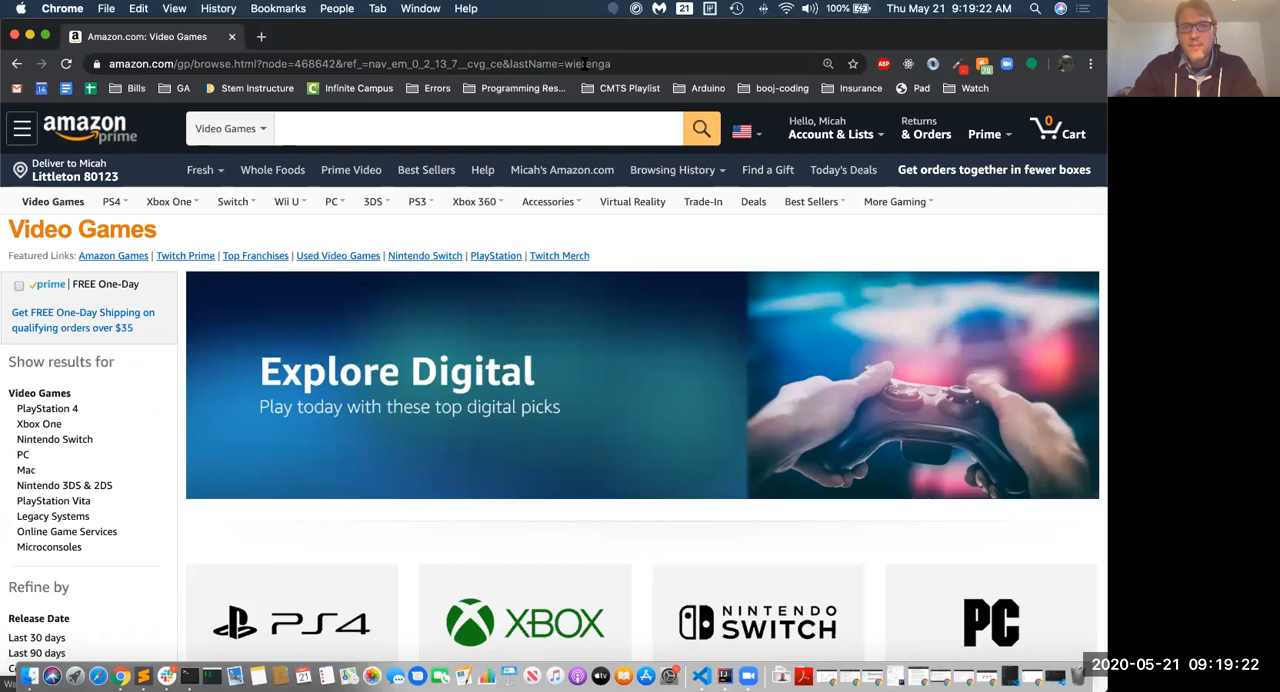 Chrome File Edit View History Bookmarks People Tab Window Help 21 100% Thu May 21 9:19:22 AM
Amazon.com: Video Games
amazon.com/gp/browse.html?node=468642&ref_=nav_em_0_2_13_7__cvg_ce&lastName=wietenga
Bills GA Stem Instructure Infinite Campus Errors Programming Res... CMTS Playlist Arduino booj-coding Insurance Pad Watch
amazon prime Video Games Hello, Micah Account & Lists Returns & Orders Prime 0 Cart
Deliver to Micah
Littleton 80123
Fresh Whole Foods Prime Video Best Sellers Help Micah's Amazon.com Browsing History Find a Gift Today's Deals Get orders together in fewer boxes
Video Games PS4 Xbox One Switch Wii U PC 3DS PS3 Xbox 360 Accessories Virtual Reality Trade-In Deals Best Sellers More Gaming
Video Games
Featured Links: Amazon Games | Twitch Prime | Top Franchises | Used Video Games | Nintendo Switch | PlayStation | Twitch Merch
prime | FREE One-Day
Get FREE One-Day Shipping on
qualifying orders over $35
Show results for
Video Games
PlayStation 4
Xbox One
Nintendo Switch
PC
Mac
Nintendo 3DS & 2DS
PlayStation Vita
Legacy Systems
Online Game Services
Microconsoles
Refine by
Release Date
Last 30 days
Last 90 days
Explore Digital
Play today with these top digital picks
PS4
XBOX
NINTENDO
SWITCH
PC
2020-05-21 09:19:22